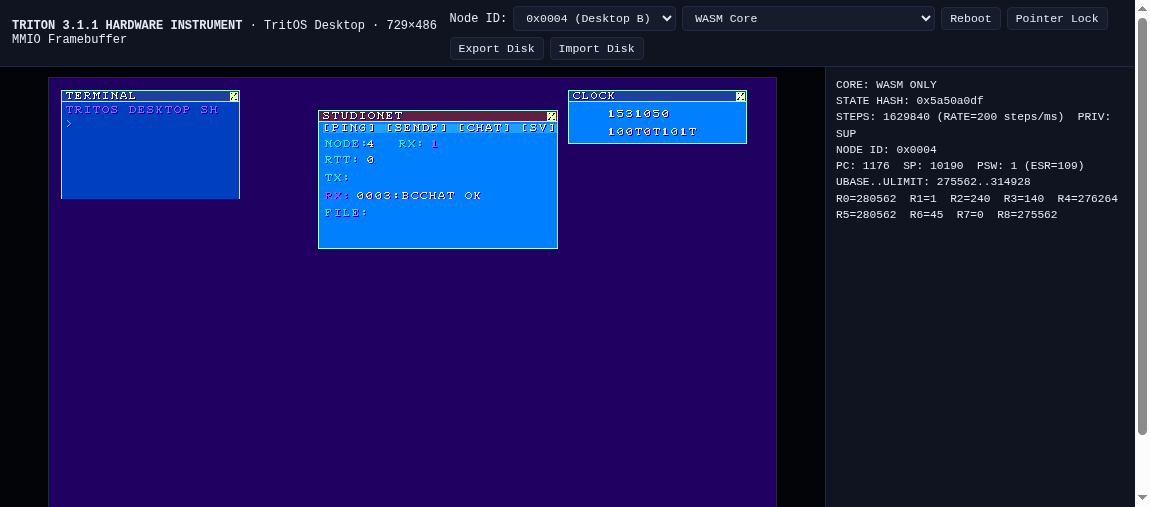 TRITON 3.1.1 HARDWARE INSTRUMENT · TritOS Desktop · 729×486
MMIO Framebuffer
Node ID: 0x0004 (Desktop B) WASM Core Reboot Pointer Lock
Export Disk Import Disk
TERMINAL
TRITOS DESKTOP SH
>
STUDIONET
[PING] [SENDF] [CHAT] [SV]
NODE:4 RX: 1
RTT: 0
TX:
RX: 0003:BCCHAT OK
FILE:
CLOCK
1531050
100T0T101T
CORE: WASM ONLY
STATE HASH: 0x5a50a0df
STEPS: 1629840 (RATE=200 steps/ms) PRIV:
SUP
NODE ID: 0x0004
PC: 1176 SP: 10190 PSW: 1 (ESR=109)
UBASE..ULIMIT: 275562..314928
R0=280562 R1=1 R2=240 R3=140 R4=276264
R5=280562 R6=45 R7=0 R8=275562